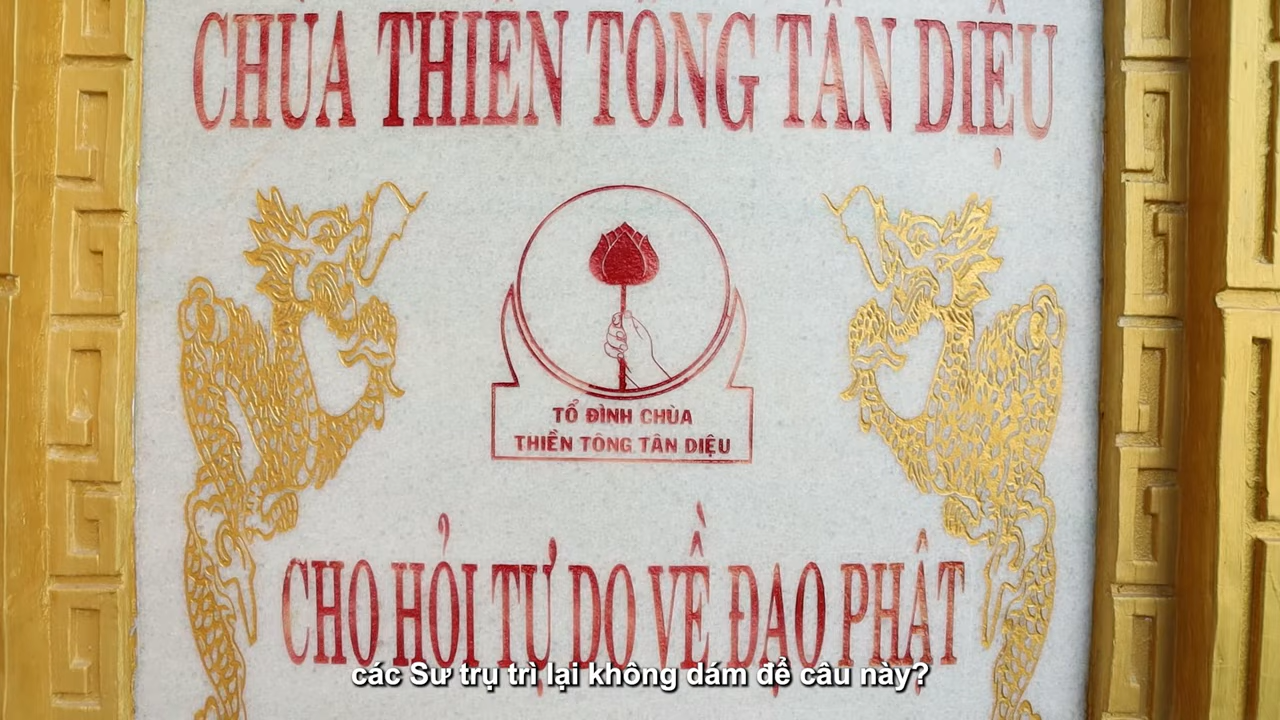 CHÙA THIỀN TÔNG TÂN DIỆU
TỔ ĐÌNH CHÙA
THIỀN TÔNG TÂN DIỆU
CHO HỎI TỰ DO VỀ ĐẠO PHẬT
các Sư trụ trì lại không dám để câu này?